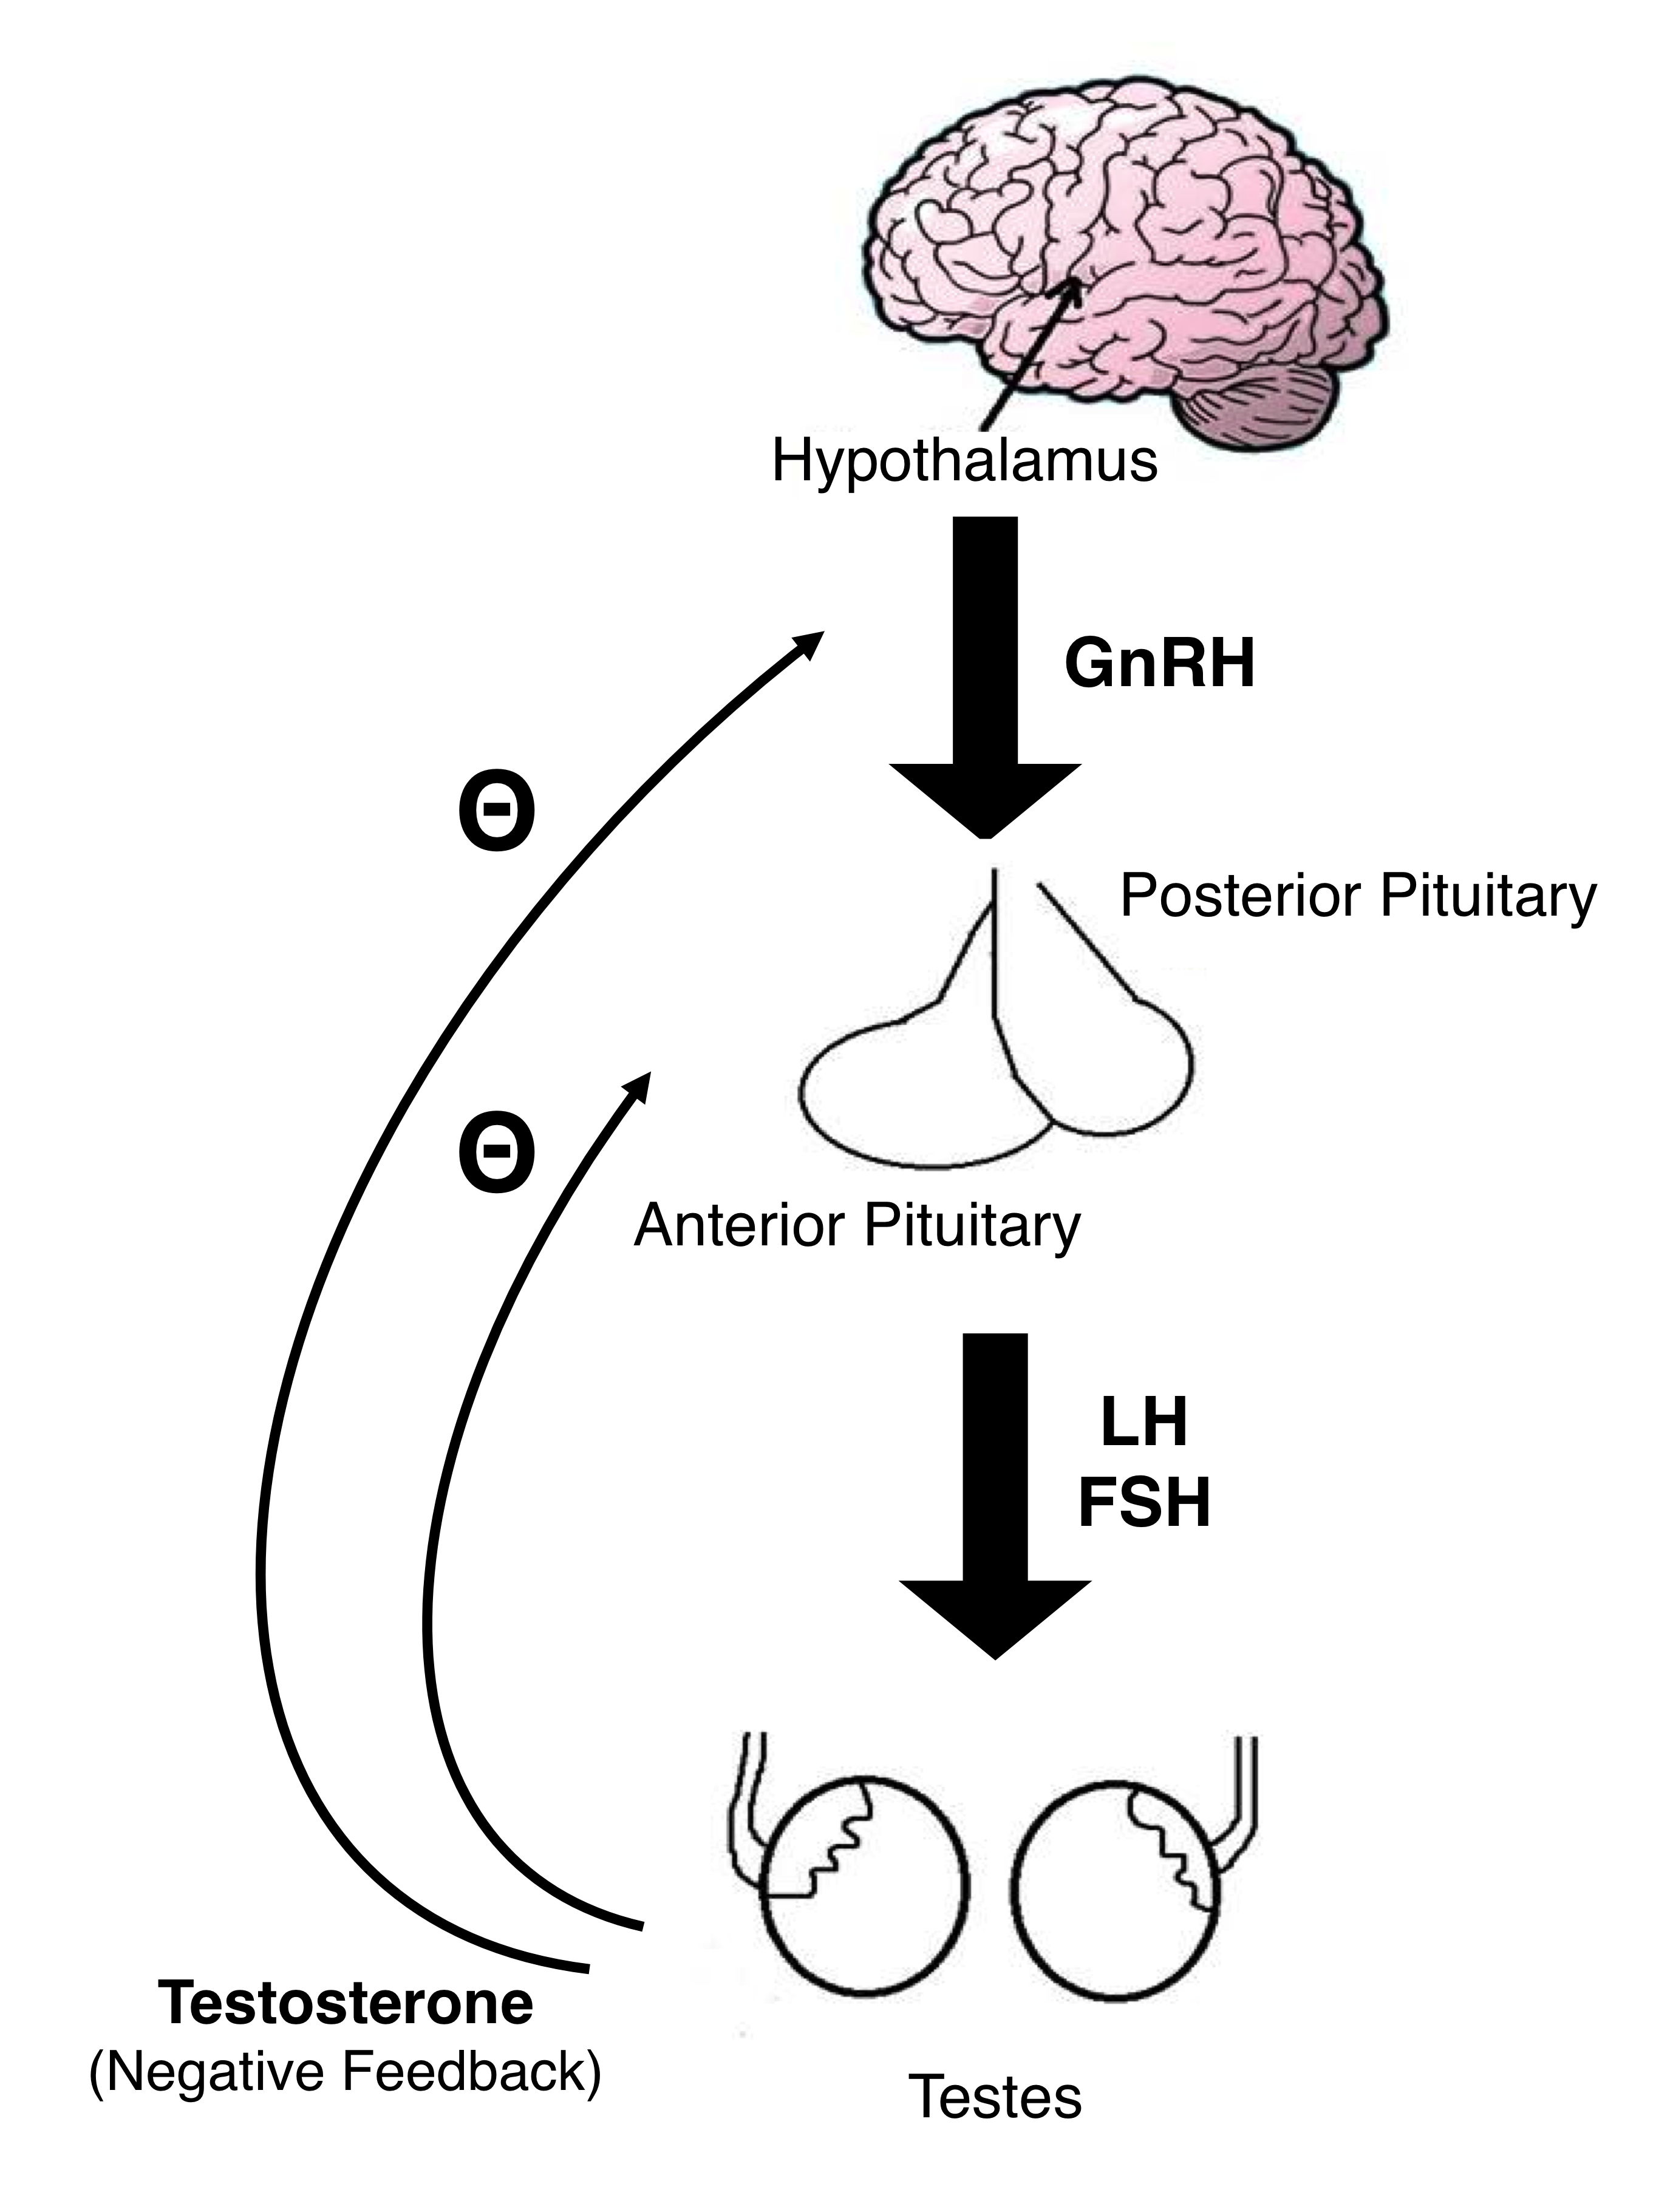 Hypothalamus
GnRH
Θ
Posterior Pituitary
Θ
Anterior Pituitary
LH
FSH
Testosterone
(Negative Feedback)
Testes